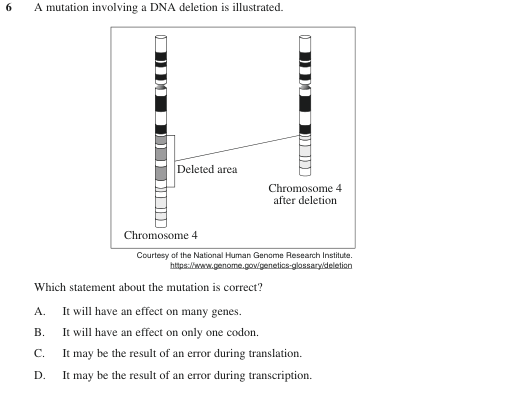 6 A mutation involving a DNA deletion is illustrated.
Deleted area
Chromosome 4
after deletion
Chromosome 4
Courtesy of the National Human Genome Research Institute.
https://www.genome.gov/genetics-glossary/deletion
Which statement about the mutation is correct?
A. It will have an effect on many genes.
B. It will have an effect on only one codon.
C. It may be the result of an error during translation.
D. It may be the result of an error during transcription.